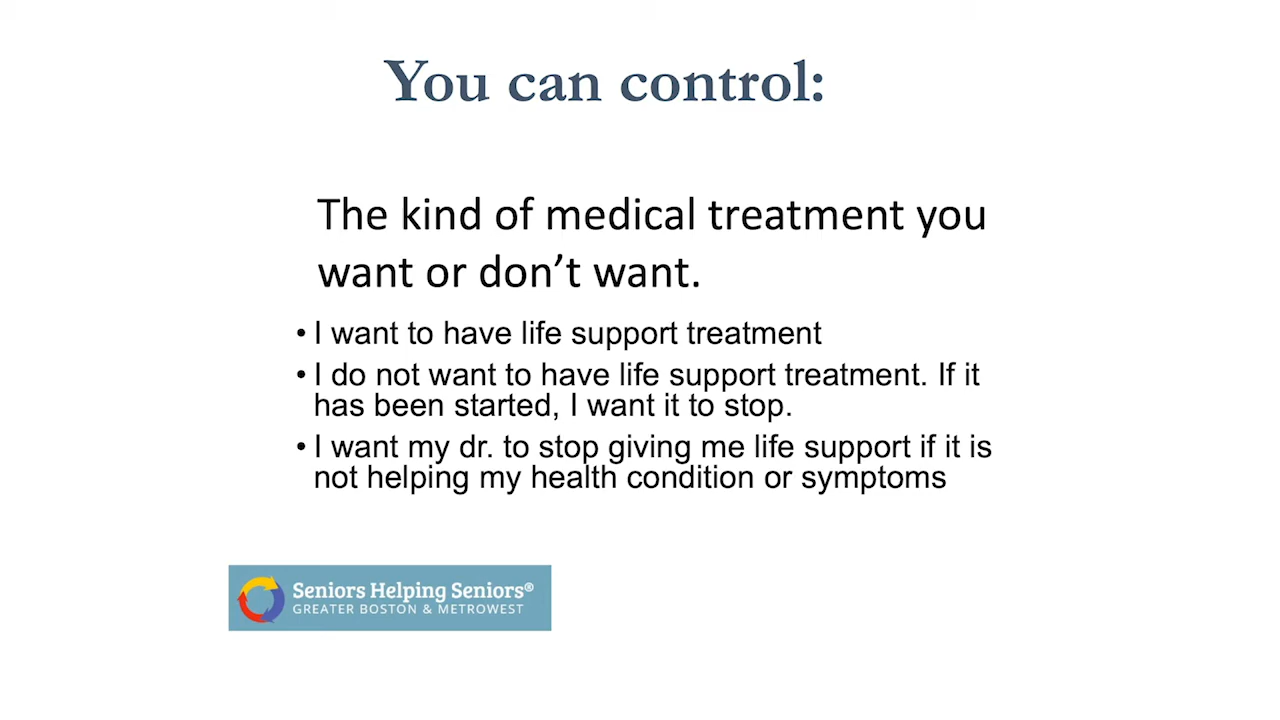 You can control:
The kind of medical treatment you
want or don’t want.
• I want to have life support treatment
• I do not want to have life support treatment. If it
has been started, I want it to stop.
• I want my dr. to stop giving me life support if it is
not helping my health condition or symptoms
Seniors Helping Seniors®
GREATER BOSTON & METROWEST